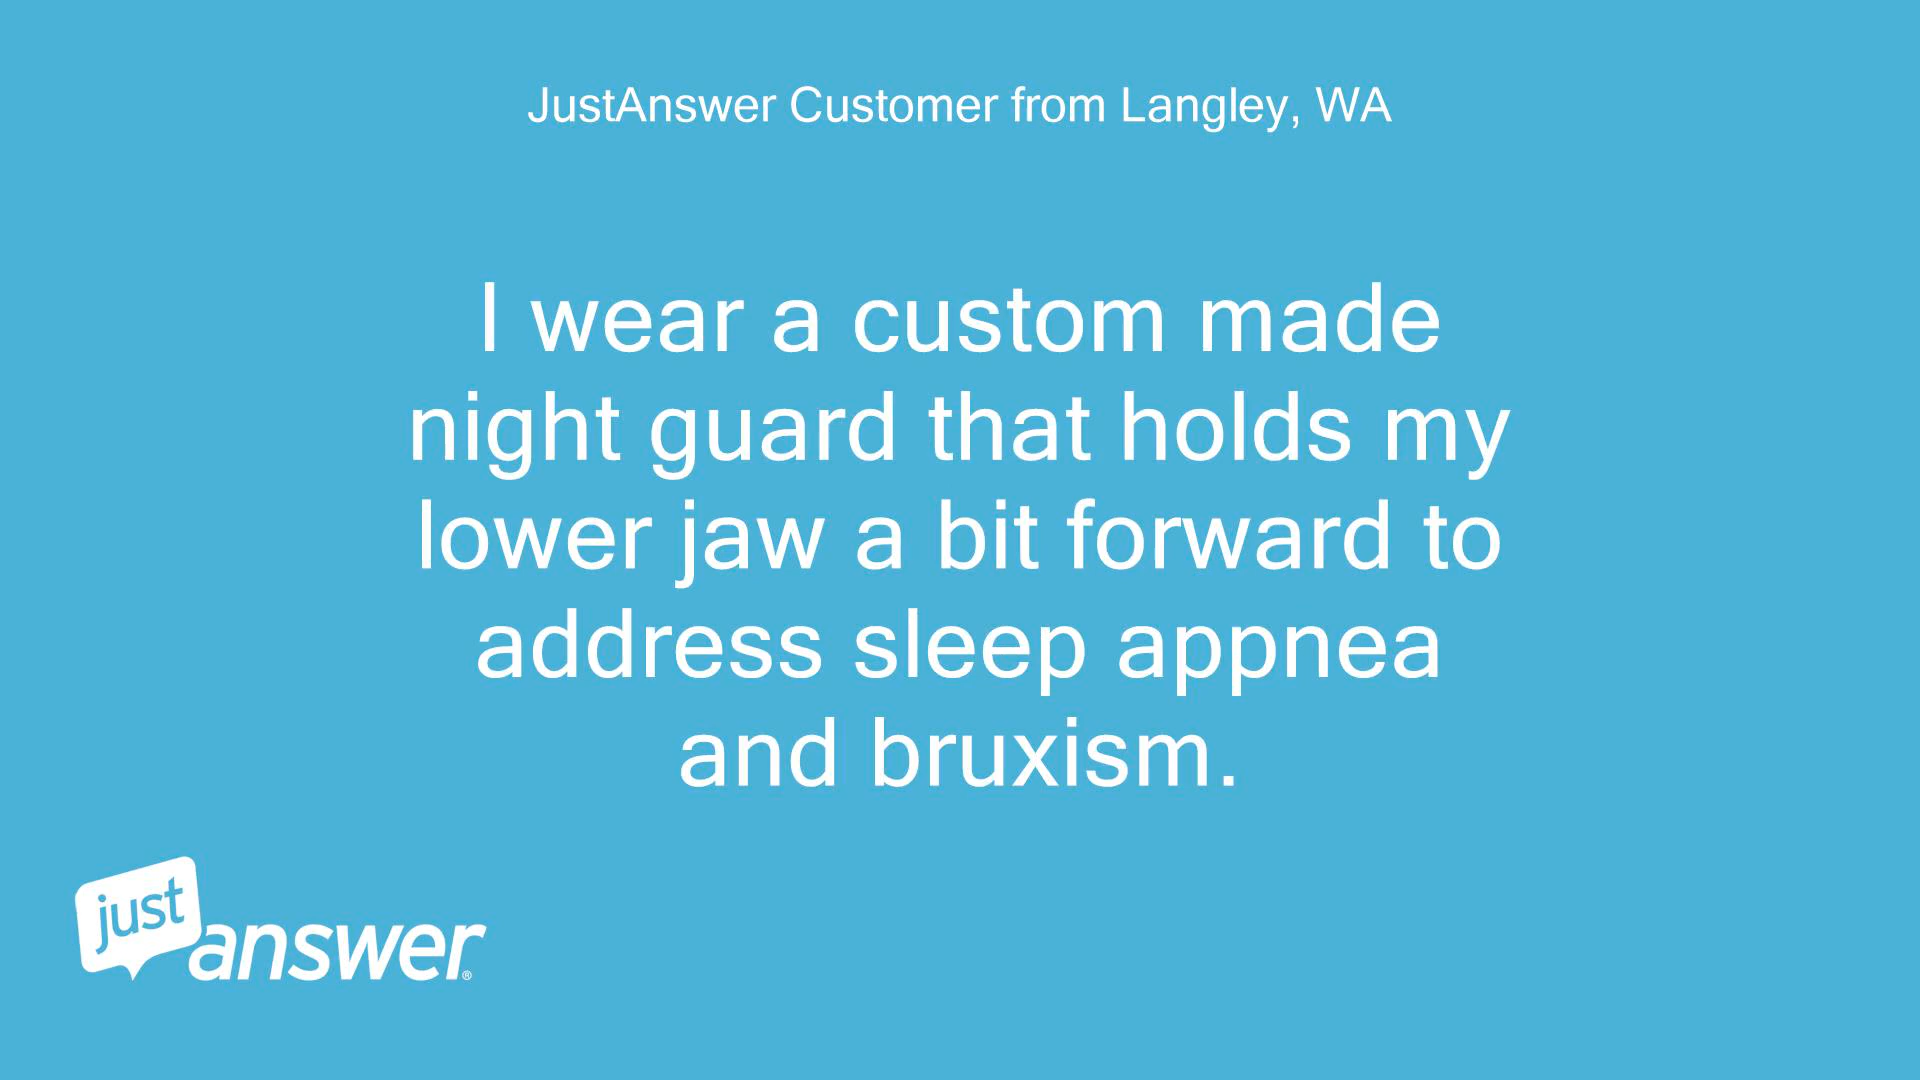 JustAnswer Customer from Langley, WA
I wear a custom made
night guard that holds my
lower jaw a bit forward to
address sleep appnea
and bruxism.
just
answer®